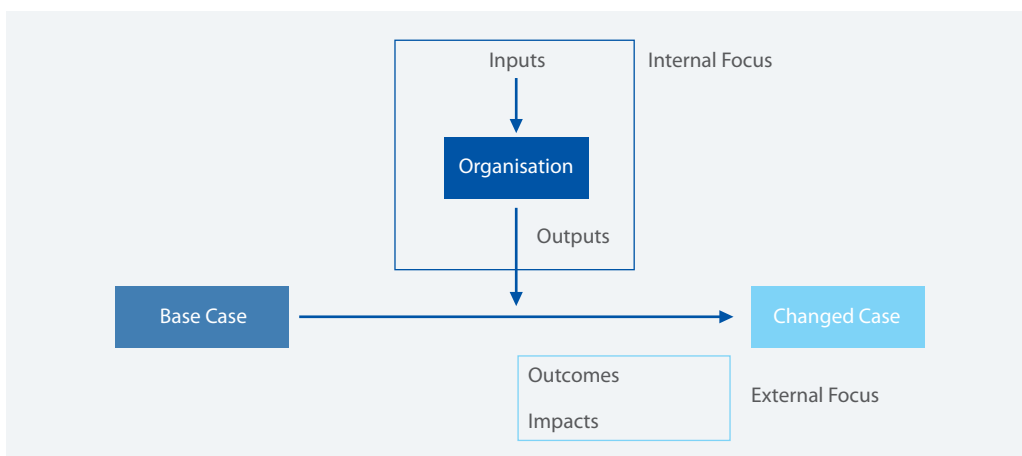 Inputs
Internal Focus
Organisation
Outputs
Base Case
Changed Case
Outcomes
External Focus
Impacts